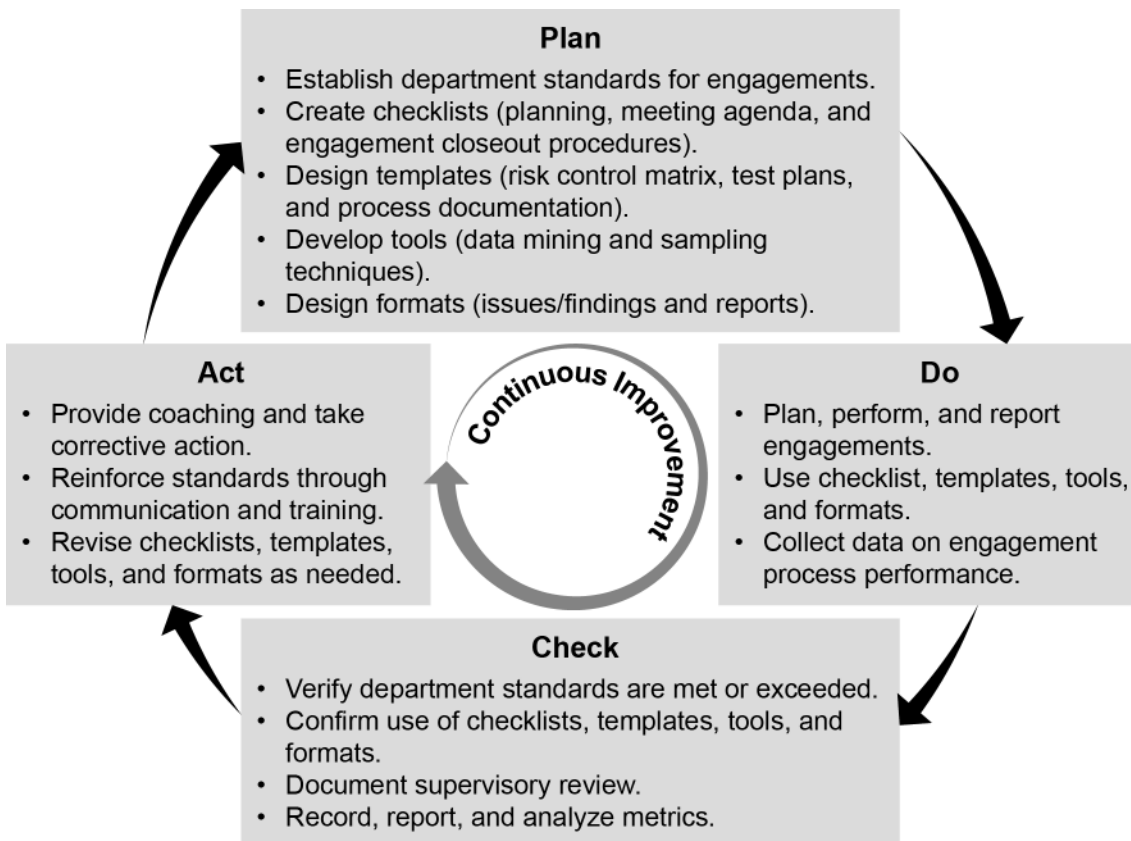 Plan
• Establish department standards for engagements.
• Create checklists (planning, meeting agenda, and
engagement closeout procedures).
• Design templates (risk control matrix, test plans,
and process documentation).
• Develop tools (data mining and sampling
techniques).
• Design formats (issues/findings and reports).
Act
• Provide coaching and take
corrective action.
• Reinforce standards through
communication and training.
• Revise checklists, templates,
tools, and formats as needed.
Continuous Improvement
Do
• Plan, perform, and report
engagements.
• Use checklist, templates, tools,
and formats.
• Collect data on engagement
process performance.
Check
• Verify department standards are met or exceeded.
• Confirm use of checklists, templates, tools, and
formats.
• Document supervisory review.
• Record, report, and analyze metrics.